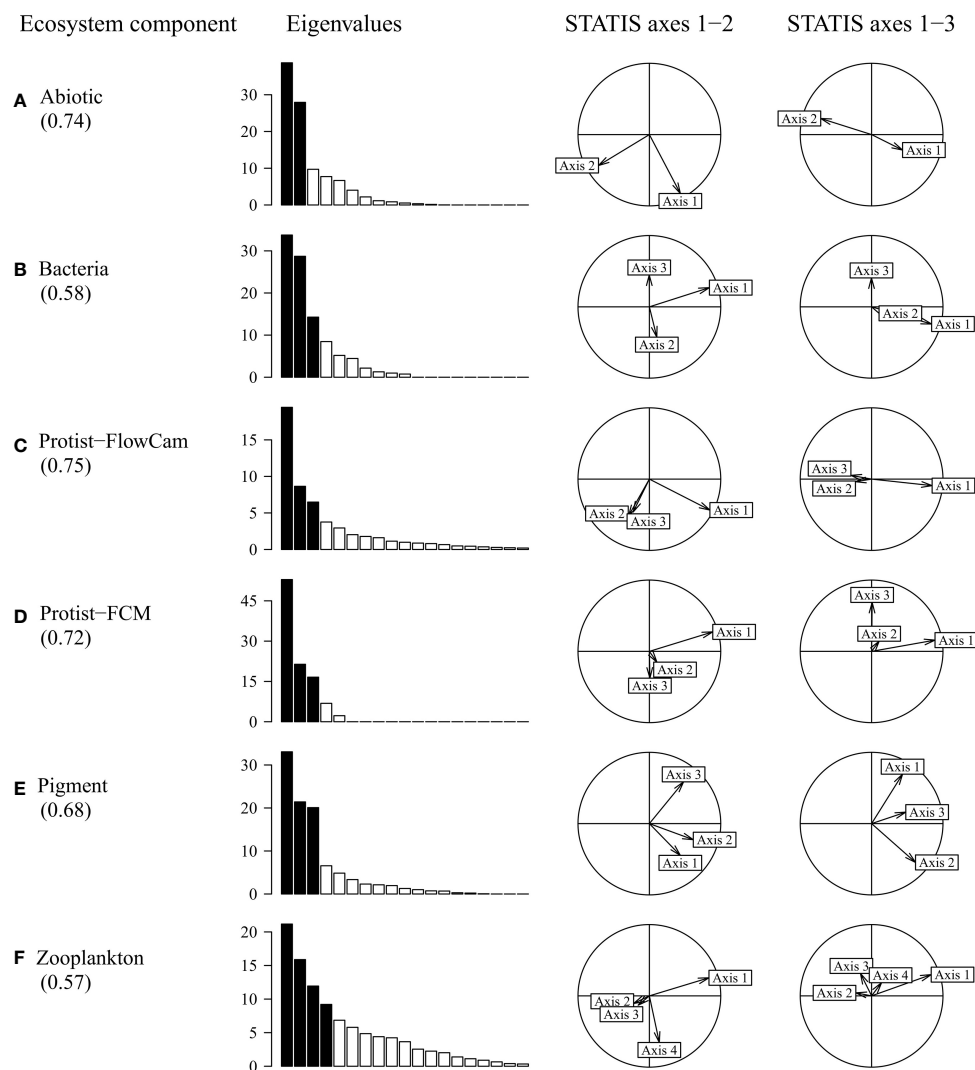 Ecosystem component Eigenvalues STATIS axes 1−2 STATIS axes 1−3
A Abiotic
(0.74)
30
20
10
0
Axis 2
Axis 1
Axis 2
Axis 1
B Bacteria
(0.58)
30
20
10
0
Axis 3
Axis 1
Axis 2
Axis 3
Axis 2
Axis 1
C Protist−FlowCam
(0.75)
15
10
5
0
Axis 2
Axis 3
Axis 1
Axis 3
Axis 2
Axis 1
D Protist−FCM
(0.72)
45
30
15
0
Axis 1
Axis 2
Axis 3
Axis 3
Axis 2
Axis 1
E Pigment
(0.68)
30
20
10
0
Axis 3
Axis 2
Axis 1
Axis 1
Axis 3
Axis 2
F Zooplankton
(0.57)
20
15
10
5
0
Axis 1
Axis 2
Axis 3
Axis 4
Axis 3
Axis 4
Axis 1
Axis 2